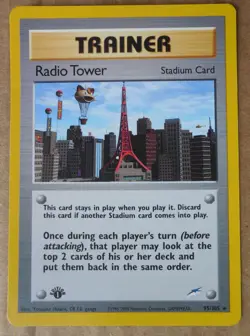 TRAINER
Radio Tower
Stadium Card
This card stays in play when you play it. Discard
this card if another Stadium card comes into play.
Once during each player's turn (before
attacking), that player may look at the
top 2 cards of his or her deck and
put them back in the same order.
95/105